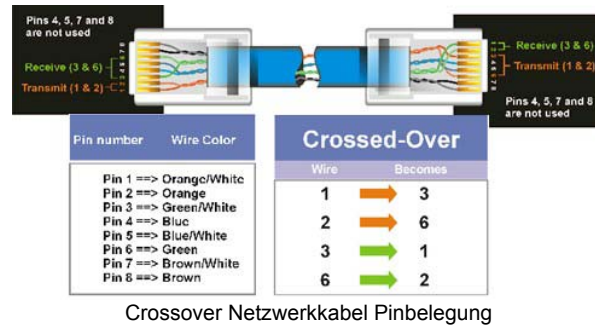 Pins 4, 5, 7 and 8
are not used
Receive (3 & 6)
Transmit (1 & 2)
Receive (3 & 6)
Transmit (1 & 2)
Pins 4, 5, 7 and 8
are not used
Pin number Wire Color
Pin 1 ==> Orange/White
Pin 2 ==> Orange
Pin 3 ==> Green/White
Pin 4 ==> Blue
Pin 5 ==> Blue/White
Pin 6 ==> Green
Pin 7 ==> Brown/White
Pin 8 ==> Brown
Crossed-Over
Wire Becomes
1 3
2 6
3 1
6 2
Crossover Netzwerkkabel Pinbelegung